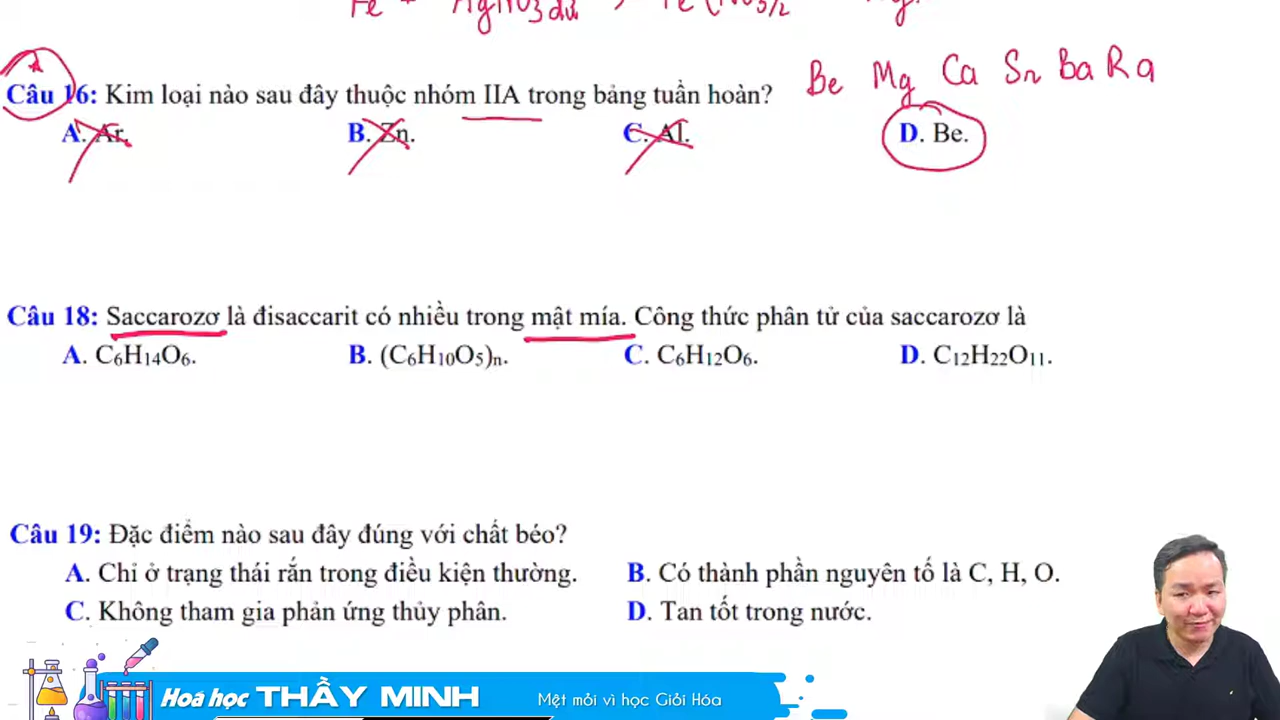 Fe + AgNO3 dư
Be Mg Ca Sr Ba Ra
Câu 16: Kim loại nào sau đây thuộc nhóm IIA trong bảng tuần hoàn?
A. Ar. B. Zn. C. Al. D. Be.
Câu 18: Saccarozơ là đisaccarit có nhiều trong mật mía. Công thức phân tử của saccarozơ là
A. C6H14O6. B. (C6H10O5)n. C. C6H12O6. D. C12H22O11.
Câu 19: Đặc điểm nào sau đây đúng với chất béo?
A. Chỉ ở trạng thái rắn trong điều kiện thường. B. Có thành phần nguyên tố là C, H, O.
C. Không tham gia phản ứng thủy phân. D. Tan tốt trong nước.
Hoá học THẦY MINH Mệt mỏi vì học Giỏi Hóa